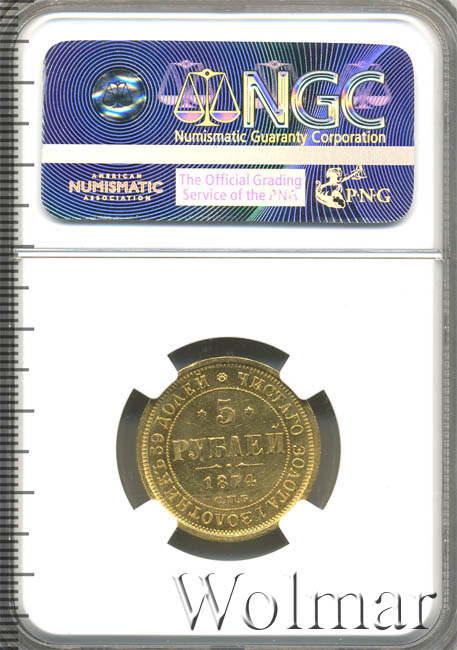 NGC
Numismatic Guaranty Corporation
AMERICAN
NUMISMATIC
ASSOCIATION
The Official Grading
Service of the PNG
PNG
ЧИСТАГО ЗОЛОТА 1 ЗОЛОТНИКЪ 39 ДОЛЕЙ
5
РУБЛЕЙ
1874
С.П.Б.
Wolmar